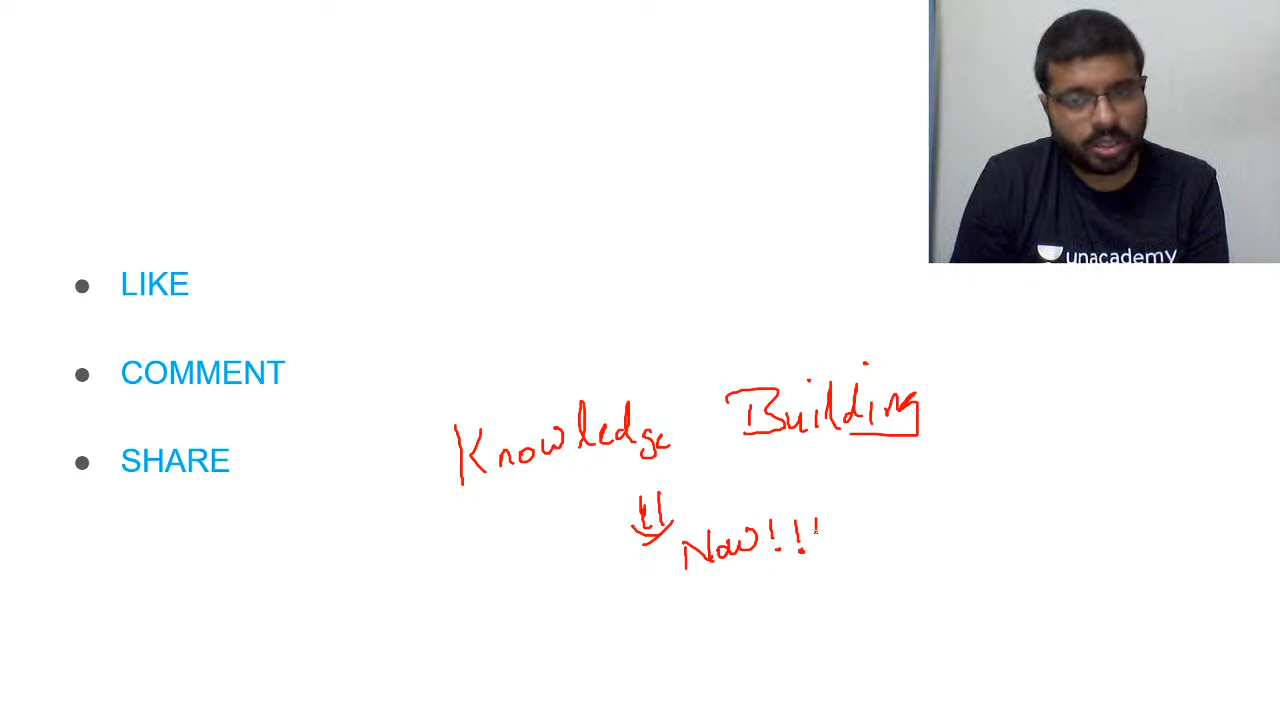 unacademy
LIKE
COMMENT
SHARE
Knowledge Building
Now!!!